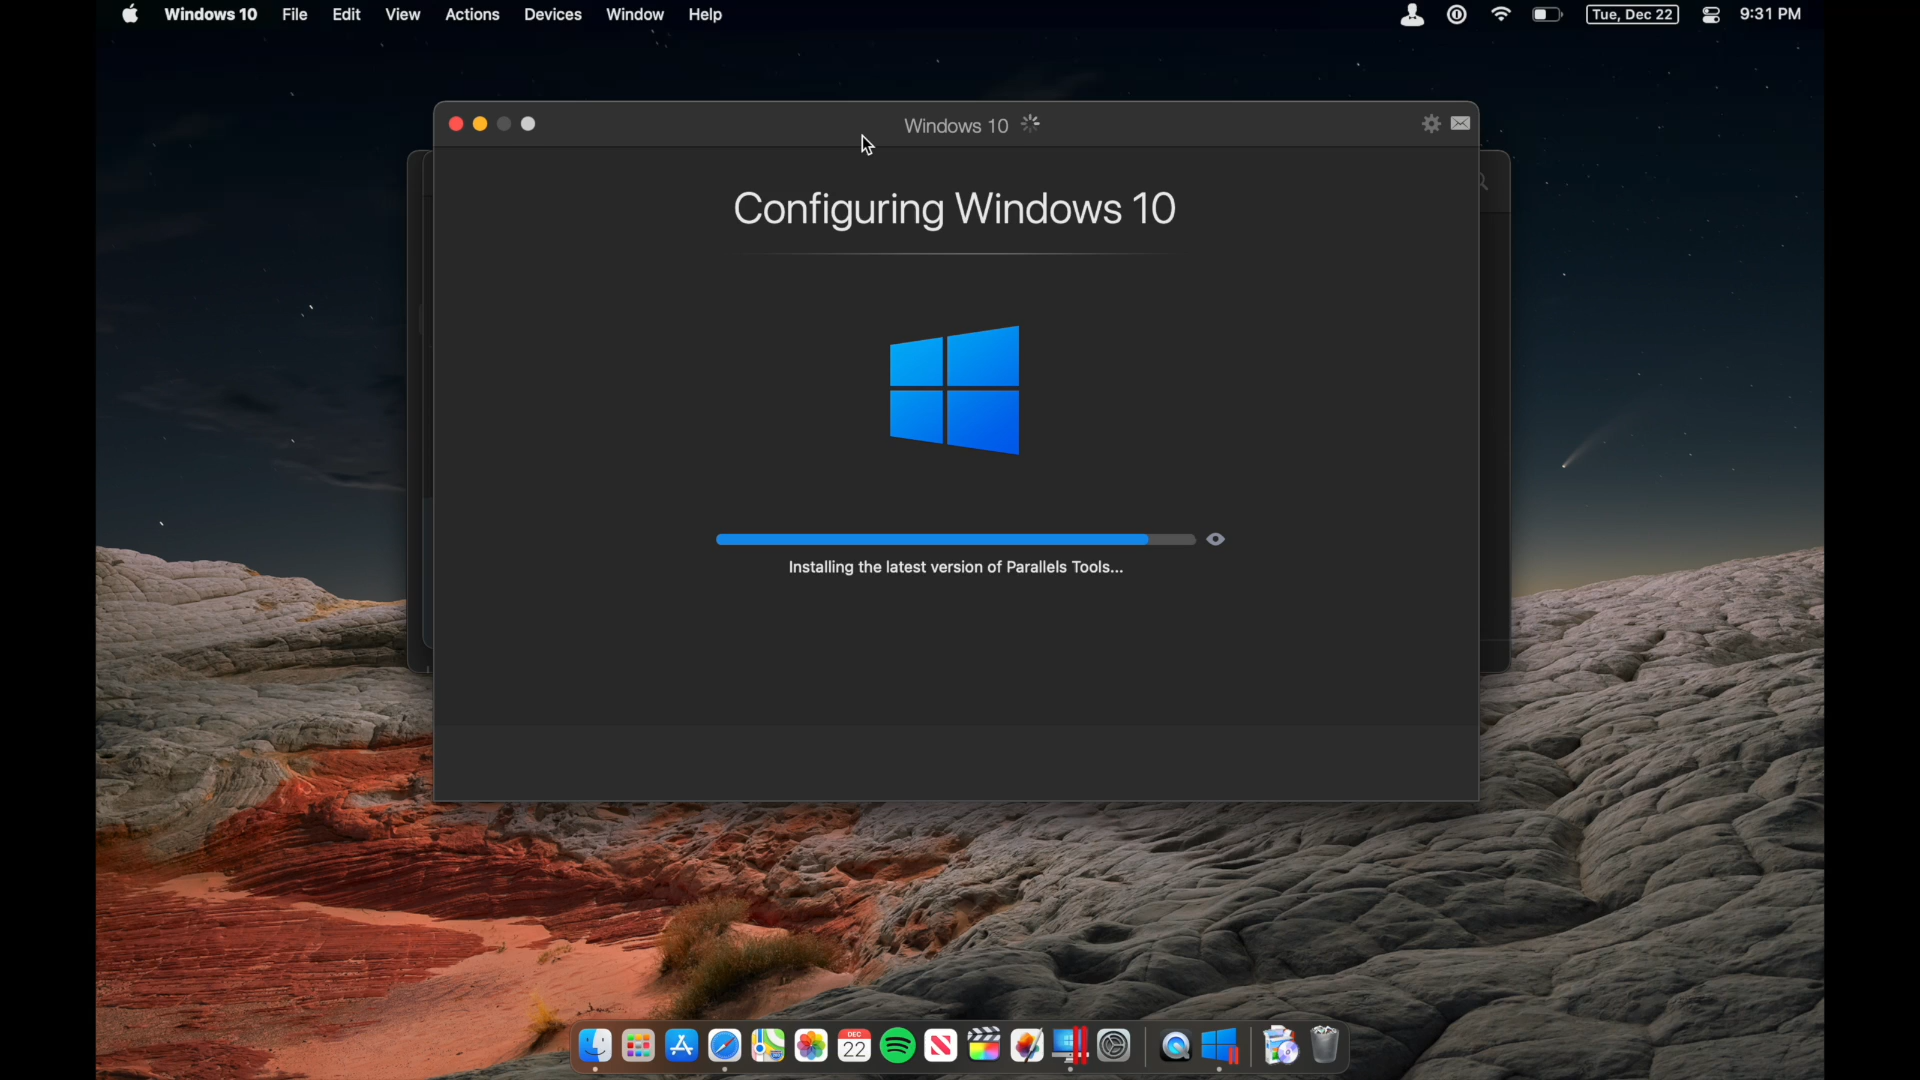 Windows 10 File Edit View Actions Devices Window Help Tue, Dec 22 9:31 PM
Windows 10
Configuring Windows 10
Installing the latest version of Parallels Tools...
DEC
22